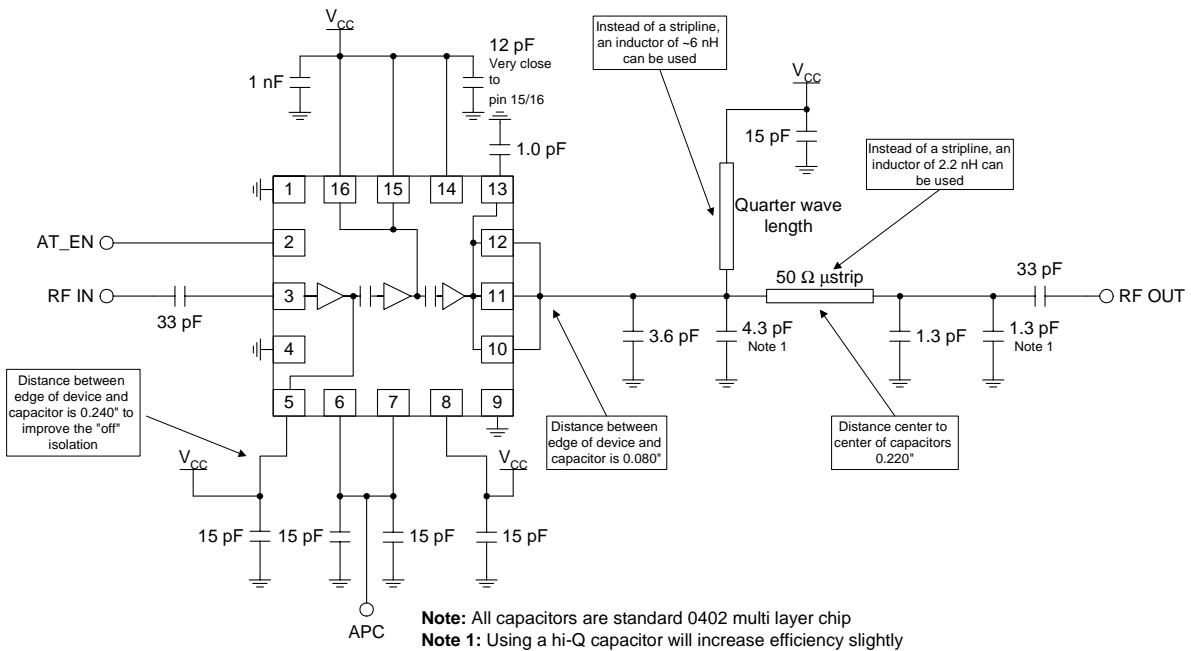 VCC
1 nF
12 pF
Very close
to
pin 15/16
1.0 pF
Instead of a stripline,
an inductor of ~6 nH
can be used
VCC
15 pF
Instead of a stripline, an
inductor of 2.2 nH can
be used
Quarter wave
length
1
16
15
14
13
AT_EN
2
12
RF IN
33 pF
3
11
50 Ω µstrip
33 pF
RF OUT
4
10
3.6 pF
4.3 pF
Note 1
1.3 pF
1.3 pF
Note 1
5
6
7
8
9
Distance between
edge of device and
capacitor is 0.240" to
improve the "off"
isolation
Distance between
edge of device and
capacitor is 0.080"
Distance center to
center of capacitors
0.220"
VCC
VCC
15 pF
15 pF
15 pF
15 pF
APC
Note: All capacitors are standard 0402 multi layer chip
Note 1: Using a hi-Q capacitor will increase efficiency slightly